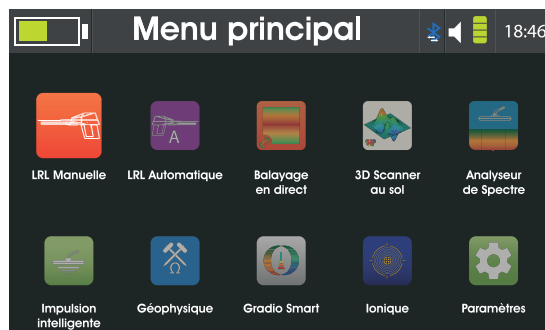 Menu principal
18:46
LRL Manuelle
A
LRL Automatique
Balayage
en direct
3D Scanner
au sol
Analyseur
de Spectre
Impulsion
intelligente
Ω
Géophysique
Gradio Smart
Ionique
Paramètres